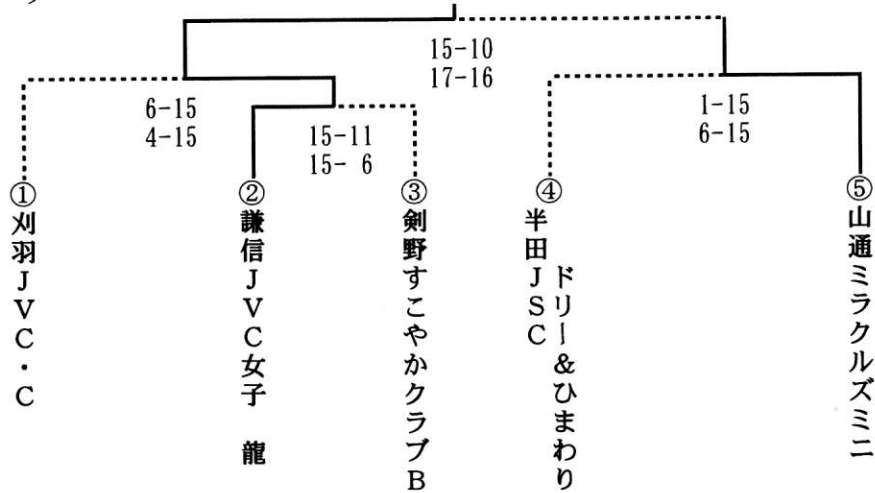 15-10
17-16
6-15
4-15
15-11
15- 6
1-15
6-15
①刈羽JVC・C
②謙信JVC女子 龍
③剣野すこやかクラブB
④半田JSC
ドリー&ひまわり
⑤山通ミラクルズミニ